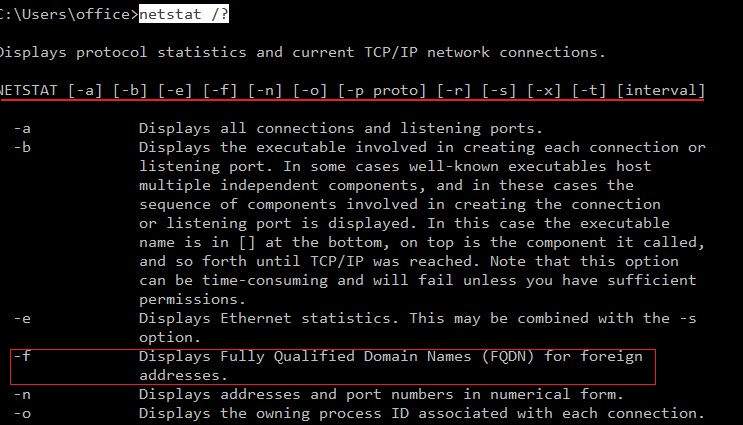 C:\Users\office>netstat /?
Displays protocol statistics and current TCP/IP network connections.
NETSTAT [-a] [-b] [-e] [-f] [-n] [-o] [-p proto] [-r] [-s] [-x] [-t] [interval]
-a Displays all connections and listening ports.
-b Displays the executable involved in creating each connection or
listening port. In some cases well-known executables host
multiple independent components, and in these cases the
sequence of components involved in creating the connection
or listening port is displayed. In this case the executable
name is in [] at the bottom, on top is the component it called,
and so forth until TCP/IP was reached. Note that this option
can be time-consuming and will fail unless you have sufficient
permissions.
-e Displays Ethernet statistics. This may be combined with the -s
option.
-f Displays Fully Qualified Domain Names (FQDN) for foreign
addresses.
-n Displays addresses and port numbers in numerical form.
-o Displays the owning process ID associated with each connection.